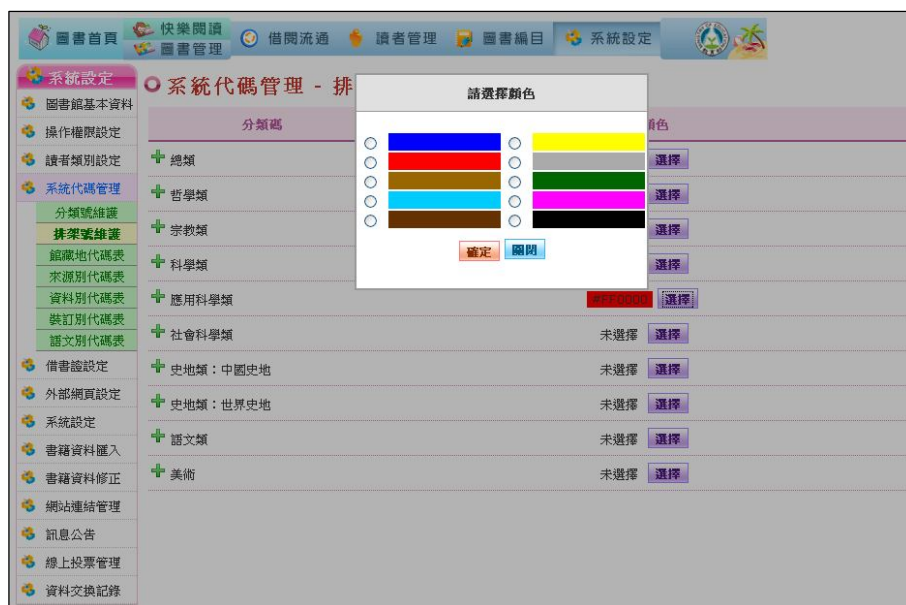 圖書首頁
快樂閱讀
圖書管理
借閱流通
讀者管理
圖書編目
系統設定
系統設定
圖書館基本資料
操作權限設定
讀者類別設定
系統代碼管理
分類號維護
排架號維護
館藏地代碼表
來源別代碼表
資料別代碼表
裝訂別代碼表
語文別代碼表
借書證設定
外部網頁設定
系統設定
書籍資料匯入
書籍資料修正
網站連結管理
訊息公告
線上投票管理
資料交換記錄
系統代碼管理 - 排
請選擇顏色
確定 關閉
分類碼 顏色
總類 選擇
哲學類 選擇
宗教類 選擇
科學類 選擇
應用科學類 #FF0000 選擇
社會科學類 未選擇 選擇
史地類：中國史地 未選擇 選擇
史地類：世界史地 未選擇 選擇
語文類 未選擇 選擇
美術 未選擇 選擇